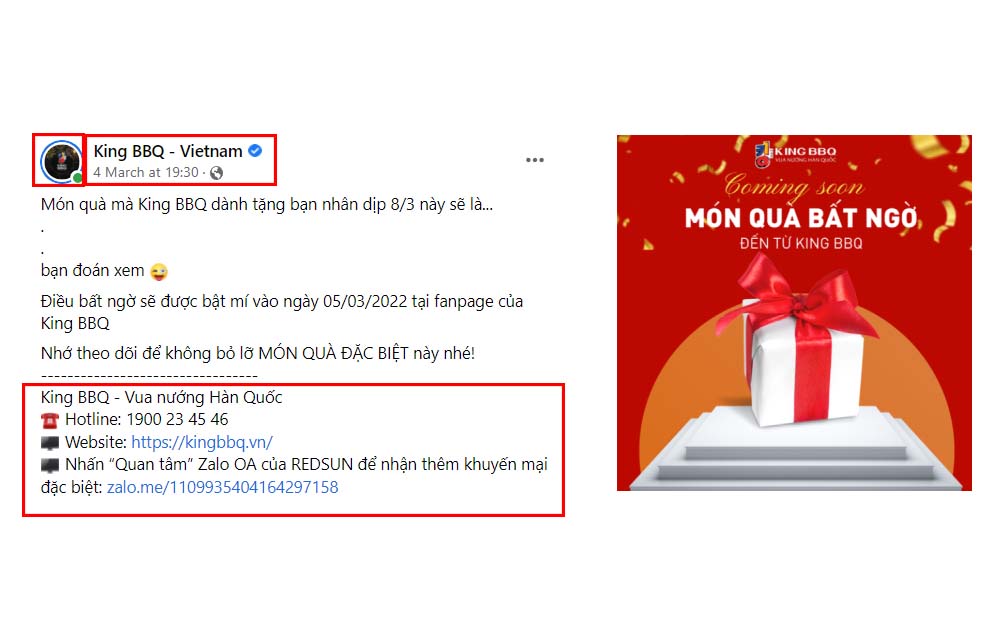 King BBQ - Vietnam
4 March at 19:30 ·
Món quà mà King BBQ dành tặng bạn nhân dịp 8/3 này sẽ là...
.
.
bạn đoán xem 😜
Điều bất ngờ sẽ được bật mí vào ngày 05/03/2022 tại fanpage của
King BBQ
Nhớ theo dõi để không bỏ lỡ MÓN QUÀ ĐẶC BIỆT này nhé!
---------------------------------
King BBQ - Vua nướng Hàn Quốc
☎️ Hotline: 1900 23 45 46
🖥 Website: https://kingbbq.vn/
🖥 Nhấn “Quan tâm” Zalo OA của REDSUN để nhận thêm khuyến mại
đặc biệt: zalo.me/1109935404164297158
KING BBQ
VUA NƯỚNG HÀN QUỐC
Coming soon
MÓN QUÀ BẤT NGỜ
ĐẾN TỪ KING BBQ